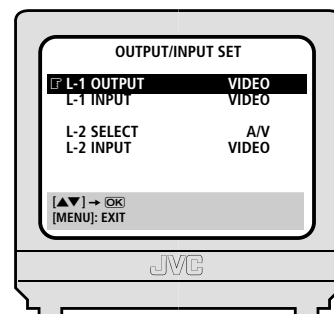 OUTPUT/INPUT SET
☞ L-1 OUTPUT VIDEO
L-1 INPUT VIDEO
L-2 SELECT A/V
L-2 INPUT VIDEO
[▲▼] → OK
[MENU]: EXIT
JVC